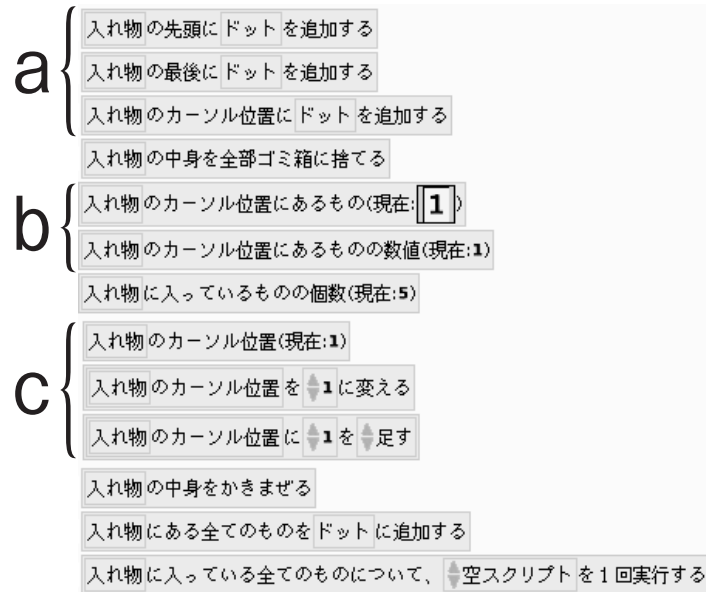 a
入れ物の先頭にドットを追加する
入れ物の最後にドットを追加する
入れ物のカーソル位置にドットを追加する
入れ物の中身を全部ゴミ箱に捨てる
b
入れ物のカーソル位置にあるもの(現在:1)
入れ物のカーソル位置にあるものの数値(現在:1)
入れ物に入っているものの個数(現在:5)
c
入れ物のカーソル位置(現在:1)
入れ物のカーソル位置を1に変える
入れ物のカーソル位置に1を足す
入れ物の中身をかきまぜる
入れ物にある全てのものをドットに追加する
入れ物に入っている全てのものについて、空スクリプトを1回実行する